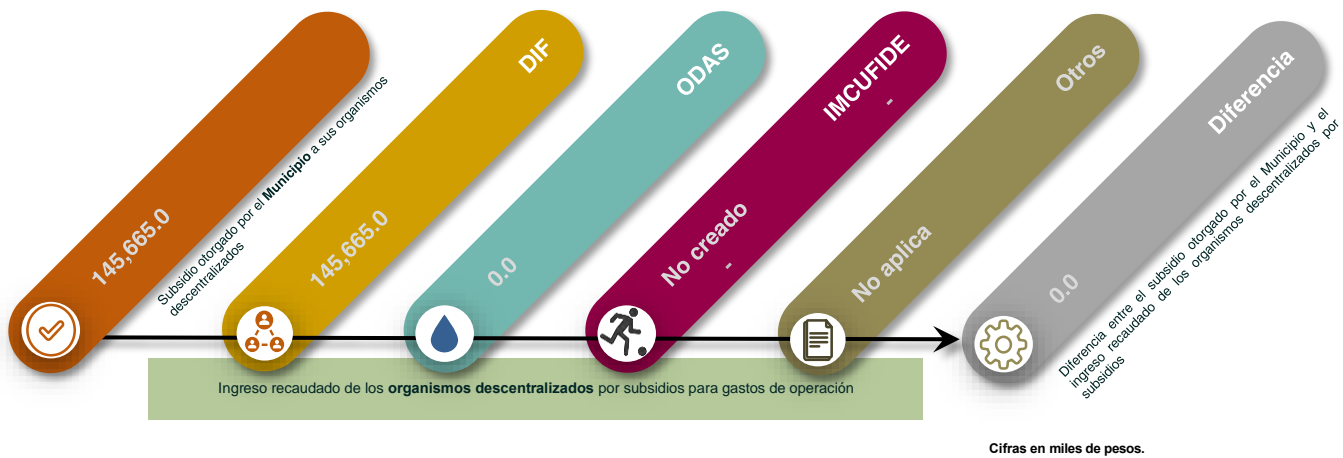 145,665.0
Subsidio otorgado por el Municipio a sus organismos
descentralizados
DIF
145,665.0
ODAS
0.0
IMCUFIDE
-
No creado
-
Otros
No aplica
Diferencia
0.0
Diferencia entre el subsidio otorgado por el Municipio y el
ingreso recaudado de los organismos descentralizados por
subsidios
Ingreso recaudado de los organismos descentralizados por subsidios para gastos de operación
Cifras en miles de pesos.